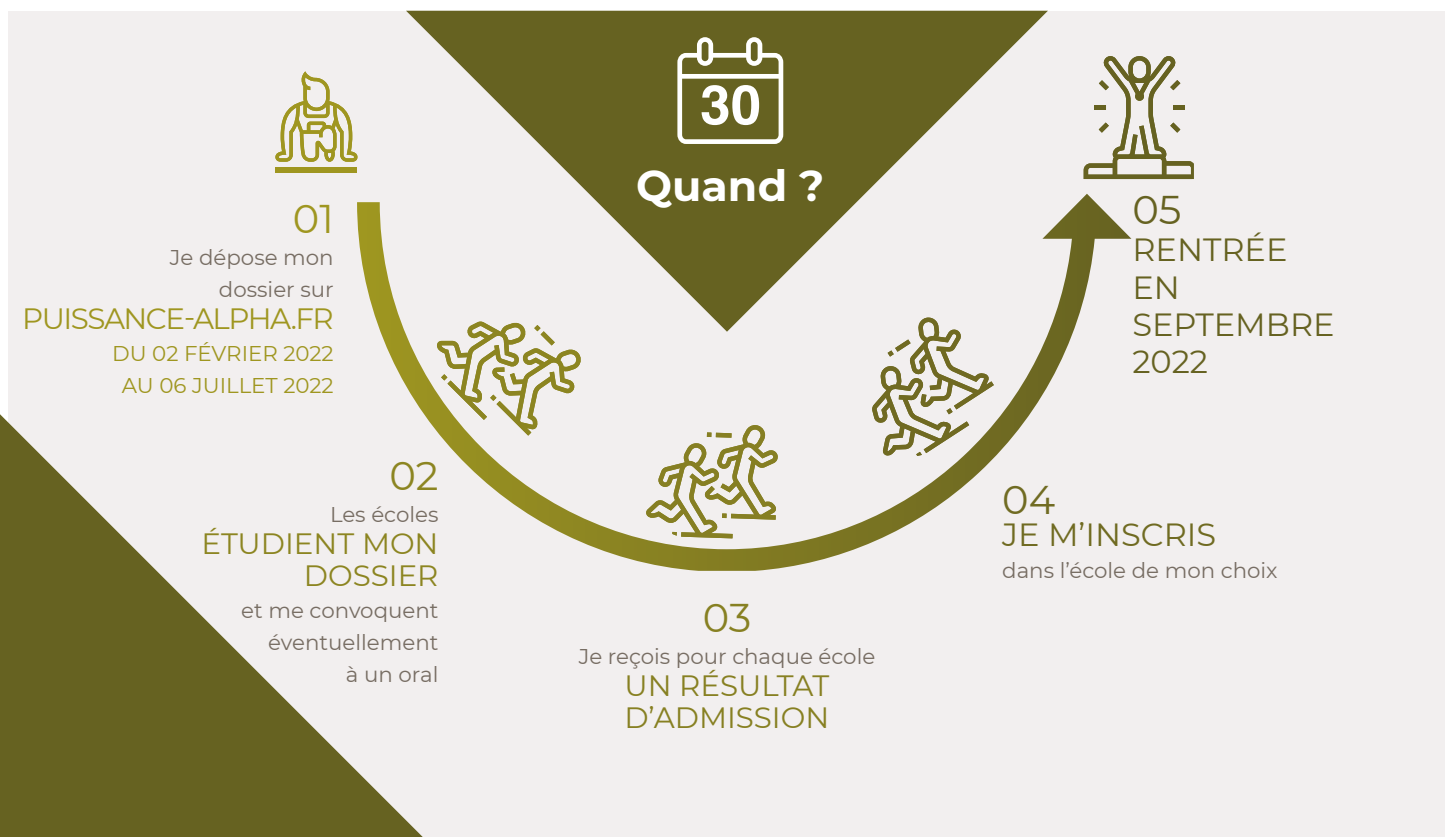 30
Quand ?
01
Je dépose mon
dossier sur
PUISSANCE-ALPHA.FR
DU 02 FÉVRIER 2022
AU 06 JUILLET 2022
02
Les écoles
ÉTUDIENT MON
DOSSIER
et me convoquent
éventuellement
à un oral
03
Je reçois pour chaque école
UN RÉSULTAT
D’ADMISSION
04
JE M’INSCRIS
dans l’école de mon choix
05
RENTRÉE
EN
SEPTEMBRE
2022